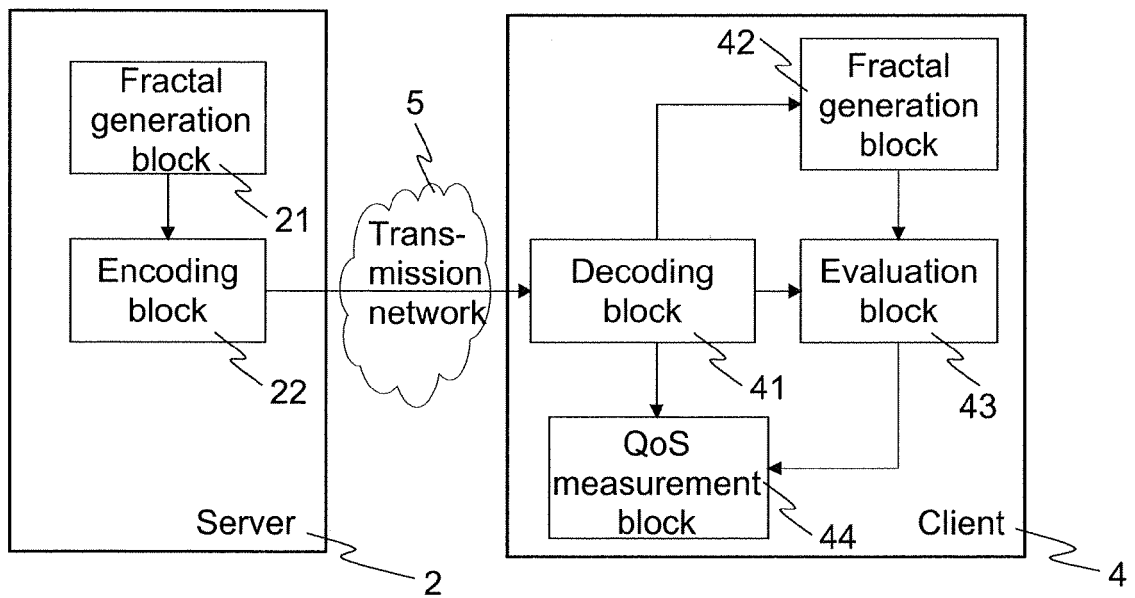 Fractal
generation
block
21
Encoding
block
22
Server
2
5
Trans-
mission
network
42
Fractal
generation
block
Decoding
block
41
Evaluation
block
43
QoS
measurement
block
44
Client
4